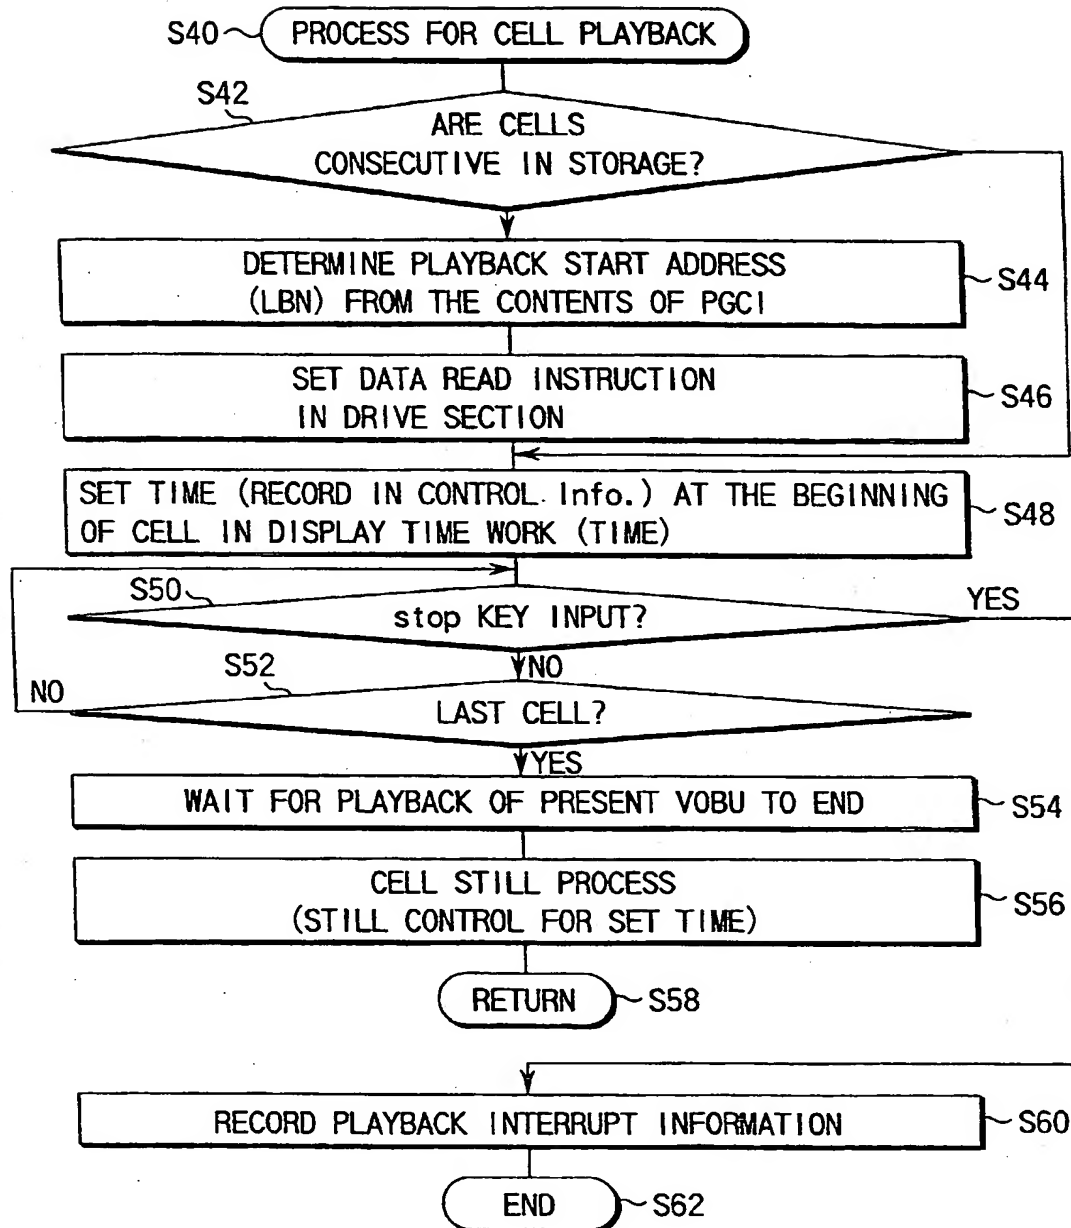 S40
PROCESS FOR CELL PLAYBACK
S42
ARE CELLS
CONSECUTIVE IN STORAGE?
DETERMINE PLAYBACK START ADDRESS
(LBN) FROM THE CONTENTS OF PGCI
S44
SET DATA READ INSTRUCTION
IN DRIVE SECTION
S46
SET TIME (RECORD IN CONTROL Info.) AT THE BEGINNING
OF CELL IN DISPLAY TIME WORK (TIME)
S48
S50
stop KEY INPUT?
YES
NO
S52
NO
LAST CELL?
YES
WAIT FOR PLAYBACK OF PRESENT VOBU TO END
S54
CELL STILL PROCESS
(STILL CONTROL FOR SET TIME)
S56
RETURN
S58
RECORD PLAYBACK INTERRUPT INFORMATION
S60
END
S62